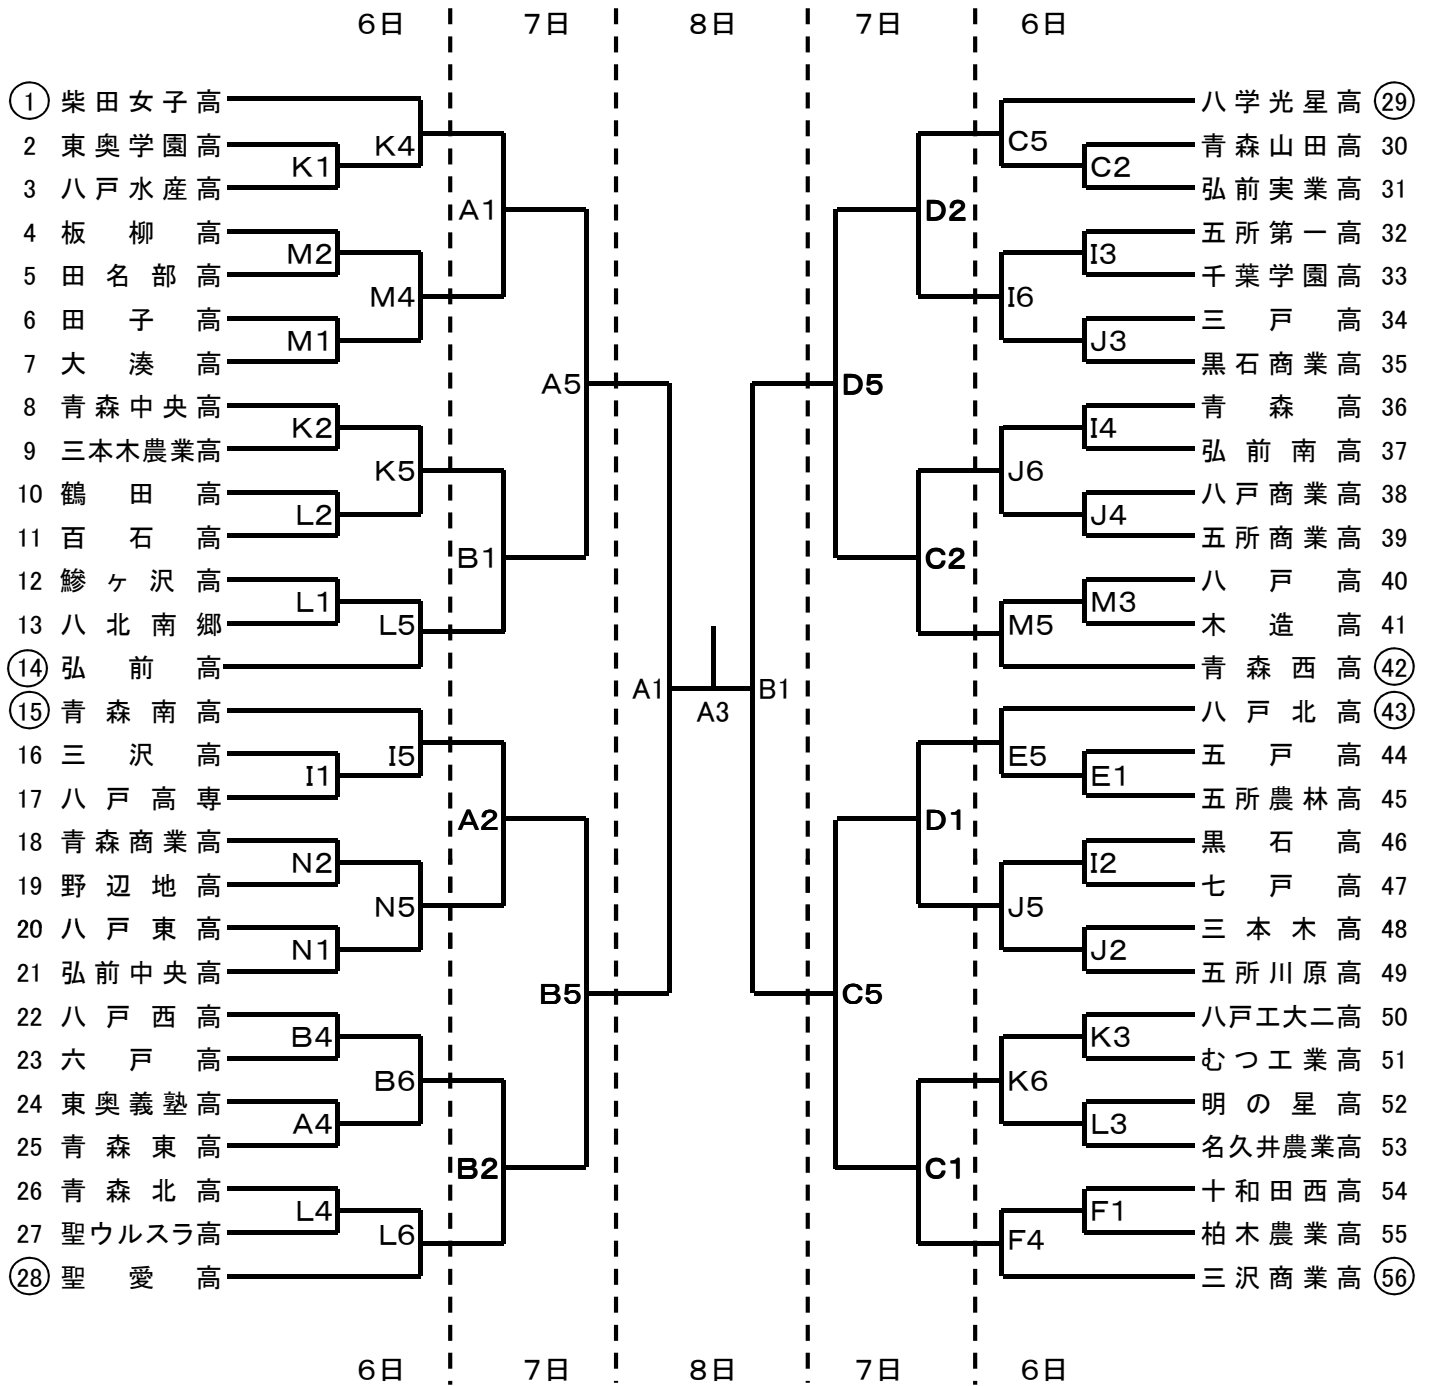 6日 7日 8日 7日 6日
1 柴田女子高 八学光星高 29
K4 C5
2 東奥学園高 青森山田高 30
K1 C2
3 八戸水産高 弘前実業高 31
A1 D2
4 板柳高 五所第一高 32
M2 I3
5 田名部高 千葉学園高 33
M4 I6
6 田子高 三戸高 34
M1 J3
7 大湊高 黒石商業高 35
A5 D5
8 青森中央高 青森高 36
K2 I4
9 三本木農業高 弘前南高 37
K5 J6
10 鶴田高 八戸商業高 38
L2 J4
11 百石高 五所商業高 39
B1 C2
12 鰺ヶ沢高 八戸高 40
L1 M3
13 八北南郷 木造高 41
L5 M5
14 弘前高 青森西高 42
A1 B1
A3
15 青森南高 八戸北高 43
I5 E5
16 三沢高 五戸高 44
I1 E1
17 八戸高専 五所農林高 45
A2 D1
18 青森商業高 黒石高 46
N2 I2
19 野辺地高 七戸高 47
N5 J5
20 八戸東高 三本木高 48
N1 J2
21 弘前中央高 五所川原高 49
B5 C5
22 八戸西高 八戸工大二高 50
B4 K3
23 六戸高 むつ工業高 51
B6 K6
24 東奥義塾高 明の星高 52
A4 L3
25 青森東高 名久井農業高 53
B2 C1
26 青森北高 十和田西高 54
L4 F1
27 聖ウルスラ高 柏木農業高 55
L6 F4
28 聖愛高 三沢商業高 56
6日 7日 8日 7日 6日